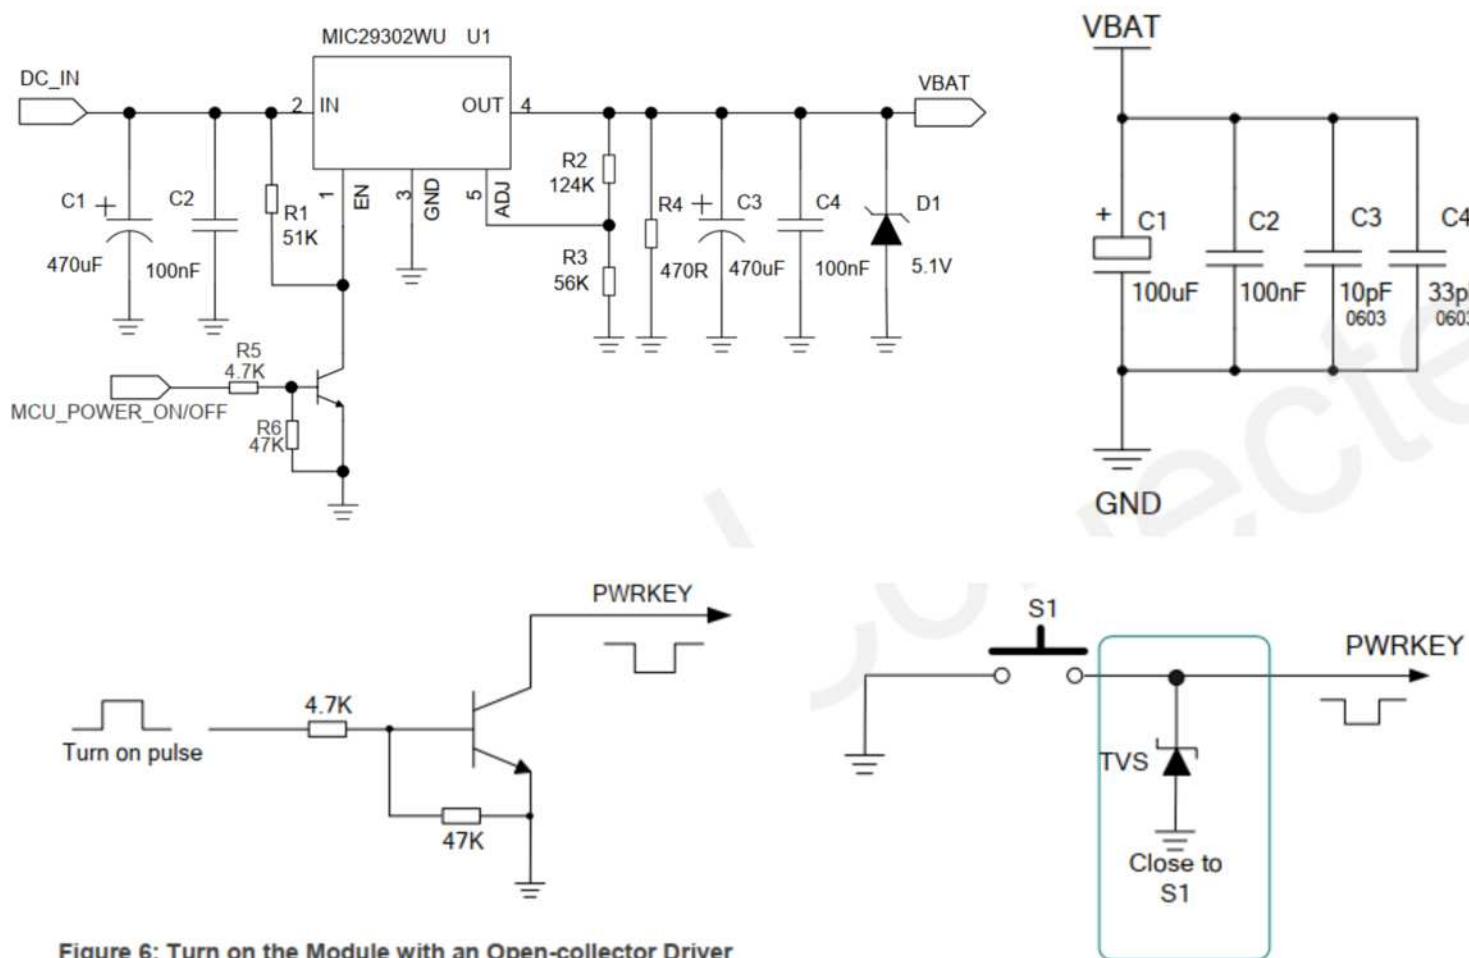 MIC29302WU U1
DC_IN
2 IN
OUT 4
VBAT
1
EN
3
GND
5
ADJ
C1 +
470uF
C2
100nF
R1
51K
R2
124K
R3
56K
R4
470R
+ C3
470uF
C4
100nF
D1
5.1V
R5
4.7K
MCU_POWER_ON/OFF
R6
47K
VBAT
+ C1
100uF
C2
100nF
C3
10pF
0603
C4
33p
0603
GND
PWRKEY
4.7K
Turn on pulse
47K
S1
PWRKEY
TVS
Close to
S1
Figure 6: Turn on the Module with an Open-collector Driver